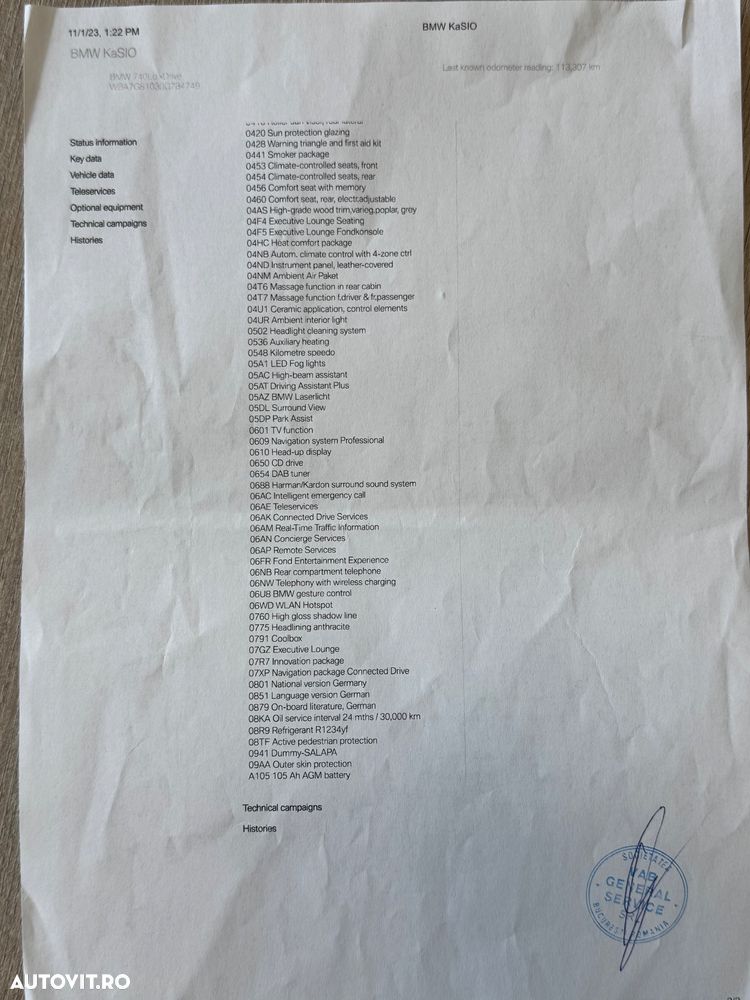 11/1/23, 1:22 PM
BMW KaSIO
BMW KaSIO
Last known odometer reading: 113,307 km
BMW 740Ld xDrive
Status information
Key data
Vehicle data
Teleservices
Optional equipment
Technical campaigns
Histories
0420 Sun protection glazing
0428 Warning triangle and first aid kit
0441 Smoker package
0453 Climate-controlled seats, front
0454 Climate-controlled seats, rear
0456 Comfort seat with memory
0460 Comfort seat, rear, electr.adjustable
04AS High-grade wood trim,varieg.poplar, grey
04F4 Executive Lounge Seating
04F5 Executive Lounge Fondkonsole
04HC Heat comfort package
04NB Autom. climate control with 4-zone ctrl
04ND Instrument panel, leather-covered
04NM Ambient Air Paket
04T6 Massage function in rear cabin
04T7 Massage function f.driver & fr.passenger
04U1 Ceramic application, control elements
04UR Ambient interior light
0502 Headlight cleaning system
0536 Auxiliary heating
0548 Kilometre speedo
05A1 LED Fog lights
05AC High-beam assistant
05AT Driving Assistant Plus
05AZ BMW Laserlicht
05DL Surround View
05DP Park Assist
0601 TV function
0609 Navigation system Professional
0610 Head-up display
0650 CD drive
0654 DAB tuner
0688 Harman/Kardon surround sound system
06AC Intelligent emergency call
06AE Teleservices
06AK Connected Drive Services
06AM Real-Time Traffic Information
06AN Concierge Services
06AP Remote Services
06FR Fond Entertainment Experience
06NB Rear compartment telephone
06NW Telephony with wireless charging
06U8 BMW gesture control
06WD WLAN Hotspot
0760 High gloss shadow line
0775 Headlining anthracite
0791 Coolbox
07GZ Executive Lounge
07R7 Innovation package
07XP Navigation package Connected Drive
0801 National version Germany
0851 Language version German
0879 On-board literature, German
08KA Oil service interval 24 mths / 30,000 km
08R9 Refrigerant R1234yf
08TF Active pedestrian protection
0941 Dummy-SALAPA
09AA Outer skin protection
A105 105 Ah AGM battery
Technical campaigns
Histories
SOCIETATEA
VAB
GENERAL
SERVICE
BUCURESTI ROMANIA
AUTOVIT.RO